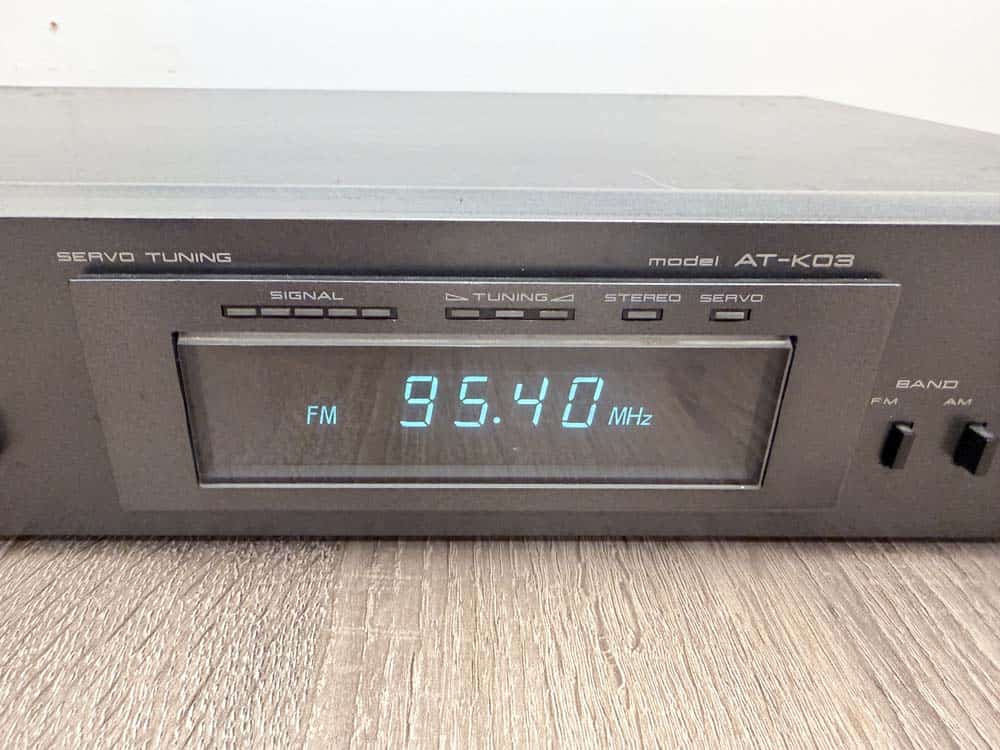 SERVO TUNING
model AT-K03
SIGNAL
TUNING
STEREO
SERVO
FM 95.40 MHz
BAND
FM AM